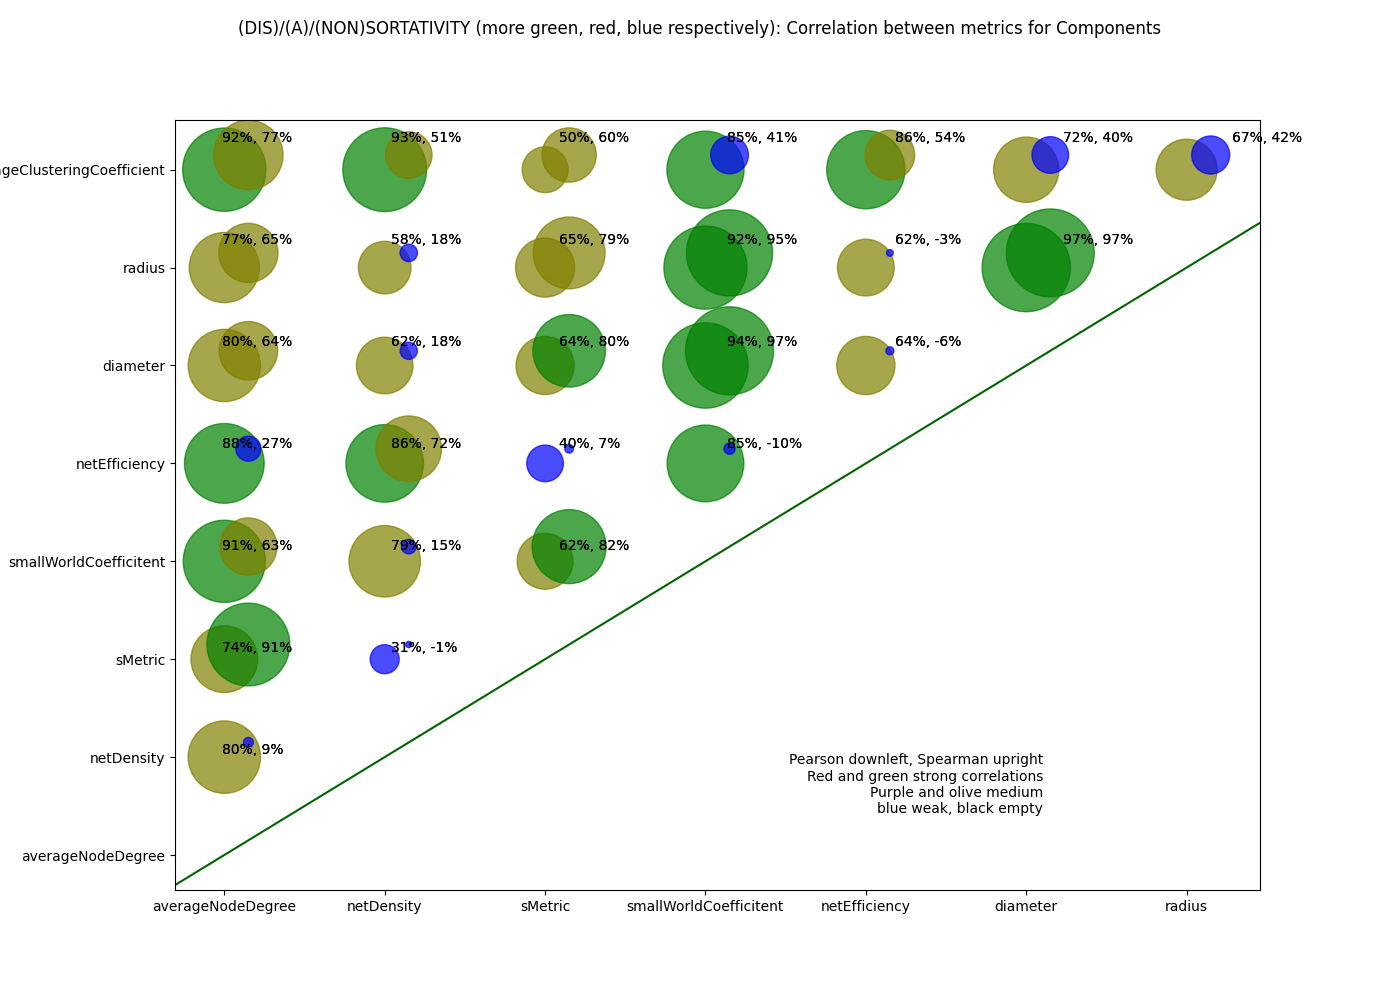 (DIS)/(A)/(NON)SORTATIVITY (more green, red, blue respectively): Correlation between metrics for Components
geClusteringCoefficient
92%, 77%
93%, 51%
50%, 60%
85%, 41%
86%, 54%
72%, 40%
67%, 42%
radius
77%, 65%
58%, 18%
65%, 79%
92%, 95%
62%, -3%
97%, 97%
diameter
80%, 64%
62%, 18%
64%, 80%
94%, 97%
64%, -6%
netEfficiency
88%, 27%
86%, 72%
40%, 7%
85%, -10%
smallWorldCoefficitent
91%, 63%
79%, 15%
62%, 82%
sMetric
74%, 91%
31%, -1%
netDensity
80%, 9%
Pearson downleft, Spearman upright
Red and green strong correlations
Purple and olive medium
blue weak, black empty
averageNodeDegree
averageNodeDegree
netDensity
sMetric
smallWorldCoefficitent
netEfficiency
diameter
radius